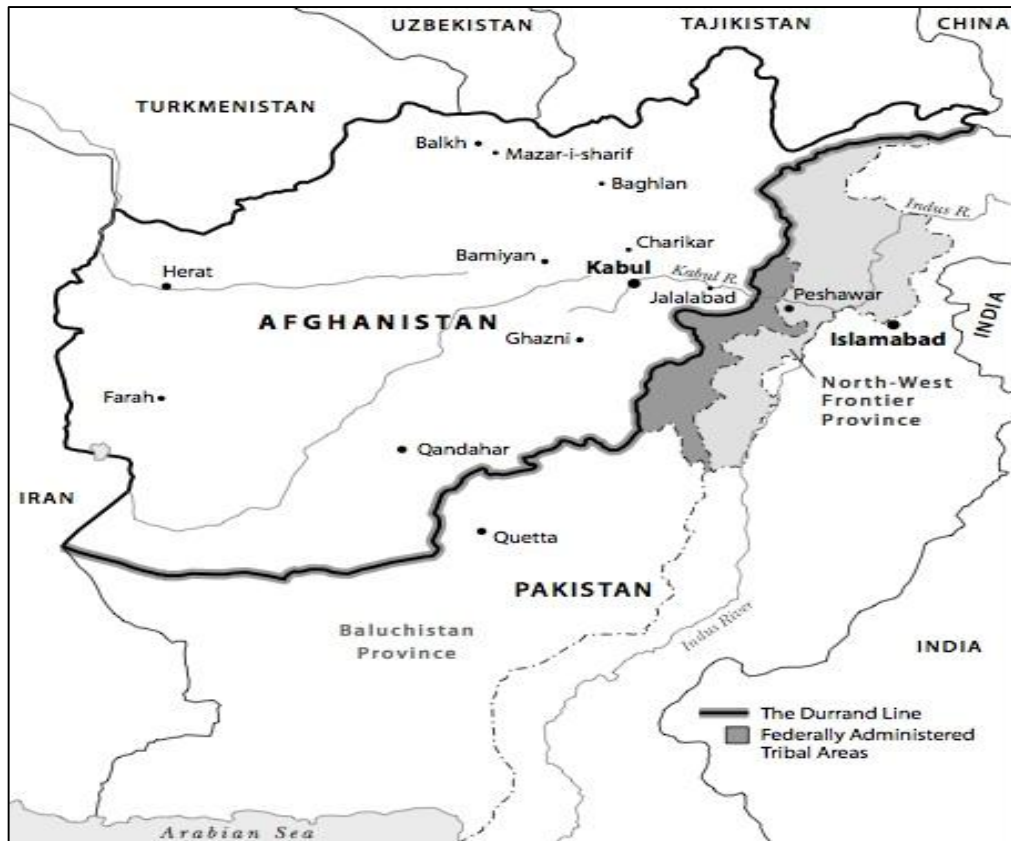 UZBEKISTAN
TAJIKISTAN
CHINA
TURKMENISTAN
Balkh
Mazar-i-sharif
Baghlan
Indus R.
Charikar
Bamiyan
Kabul
Kabul R.
Herat
Jalalabad
Peshawar
INDIA
AFGHANISTAN
Ghazni
Islamabad
North-West
Frontier
Province
Farah
Qandahar
IRAN
Quetta
PAKISTAN
Indus River
Baluchistan
Province
INDIA
The Durrand Line
Federally Administered
Tribal Areas
Arabian Sea